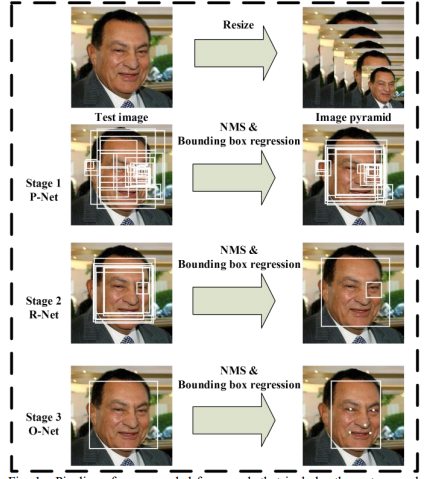 Resize
Test image
Image pyramid
NMS &
Bounding box regression
Stage 1
P-Net
NMS &
Bounding box regression
Stage 2
R-Net
NMS &
Bounding box regression
Stage 3
O-Net